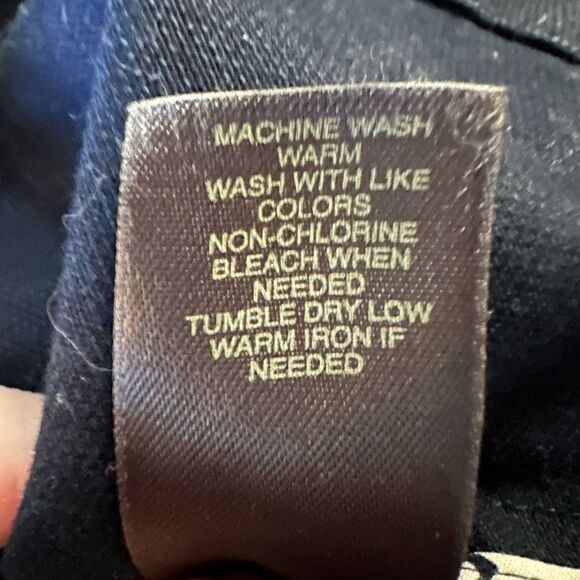 MACHINE WASH
WARM
WASH WITH LIKE
COLORS
NON-CHLORINE
BLEACH WHEN
NEEDED
TUMBLE DRY LOW
WARM IRON IF
NEEDED